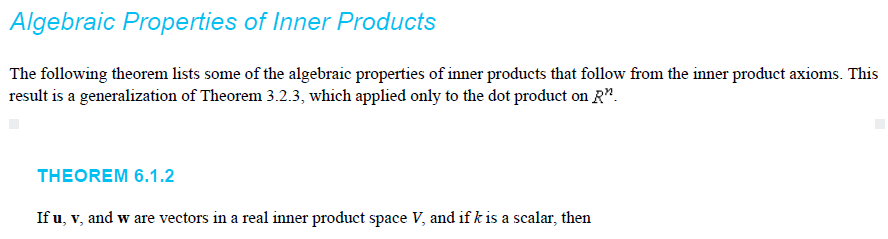 Algebraic Properties of Inner Products
The following theorem lists some of the algebraic properties of inner products that follow from the inner product axioms. This
result is a generalization of Theorem 3.2.3, which applied only to the dot product on Rⁿ.
THEOREM 6.1.2
If u, v, and w are vectors in a real inner product space V, and if k is a scalar, then